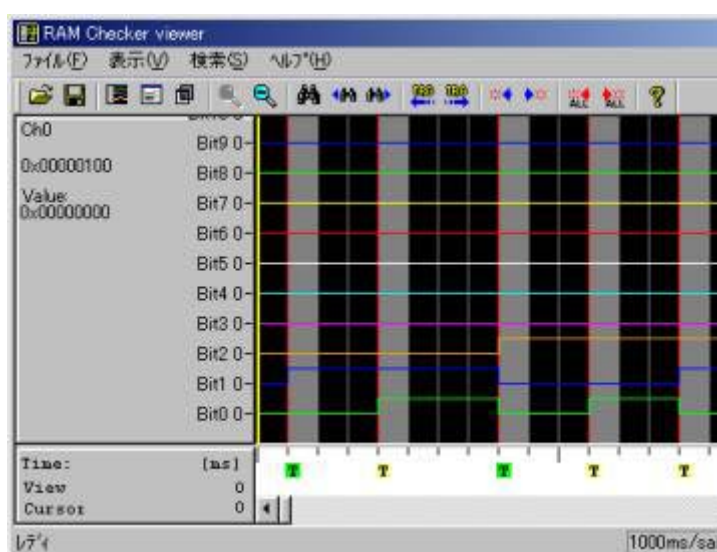 RAM Checker viewer
ファイル(F) 表示(V) 検索(S) ヘルプ(H)
ALL ALL
Ch0
0x00000100
Value:
0x00000000
Bit9 0
Bit8 0
Bit7 0
Bit6 0
Bit5 0
Bit4 0
Bit3 0
Bit2 0
Bit1 0
Bit0 0
T T T T T
Time: [ms]
View 0
Cursor 0
レディ 1000ms/sa